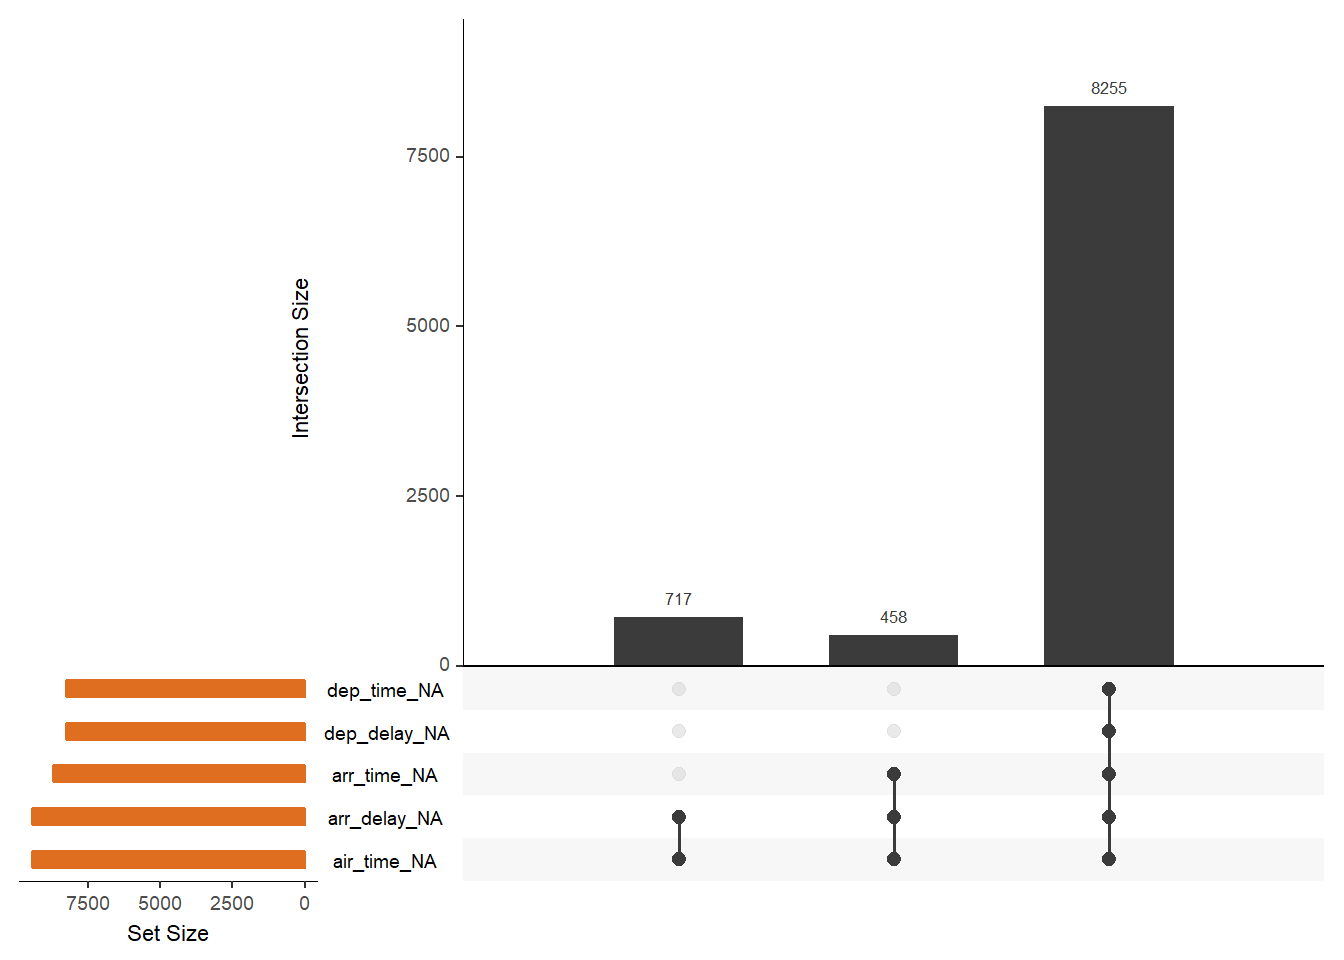 8255
7500
5000
2500
0
Intersection Size
717
458
dep_time_NA
dep_delay_NA
arr_time_NA
arr_delay_NA
air_time_NA
7500 5000 2500 0
Set Size